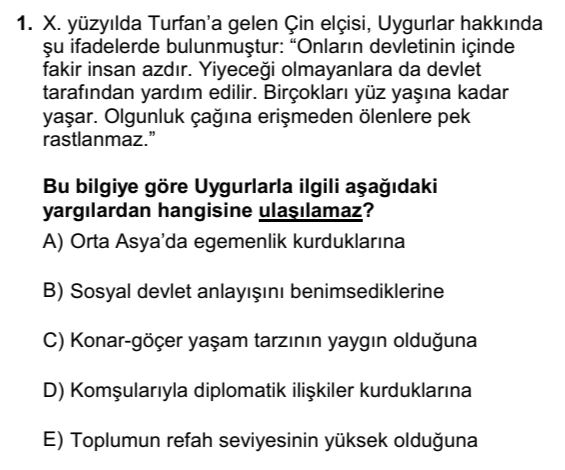 1. X. yüzyılda Turfan’a gelen Çin elçisi, Uygurlar hakkında
şu ifadelerde bulunmuştur: “Onların devletinin içinde
fakir insan azdır. Yiyeceği olmayanlara da devlet
tarafından yardım edilir. Birçokları yüz yaşına kadar
yaşar. Olgunluk çağına erişmeden ölenlere pek
rastlanmaz.”
Bu bilgiye göre Uygurlarla ilgili aşağıdaki
yargılardan hangisine ulaşılamaz?
A) Orta Asya’da egemenlik kurduklarına
B) Sosyal devlet anlayışını benimsediklerine
C) Konar-göçer yaşam tarzının yaygın olduğuna
D) Komşularıyla diplomatik ilişkiler kurduklarına
E) Toplumun refah seviyesinin yüksek olduğuna